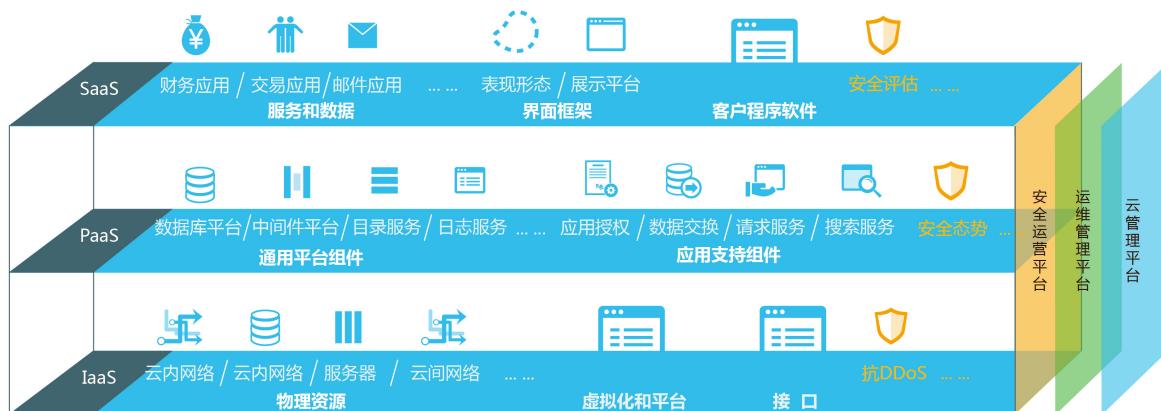 SaaS
财务应用 / 交易应用 / 邮件应用 ... ... 表现形态 / 展示平台 安全评估 ... ...
服务和数据 界面框架 客户程序软件
PaaS
数据库平台 / 中间件平台 / 目录服务 / 日志服务 ... ... 应用授权 / 数据交换 / 请求服务 / 搜索服务 安全态势 ...
通用平台组件 应用支持组件
IaaS
云内网络 / 云内网络 / 服务器 / 云间网络 ... ... 抗DDoS ... ...
物理资源 虚拟化和平台 接 口
安全运营平台
运维管理平台
云管理平台